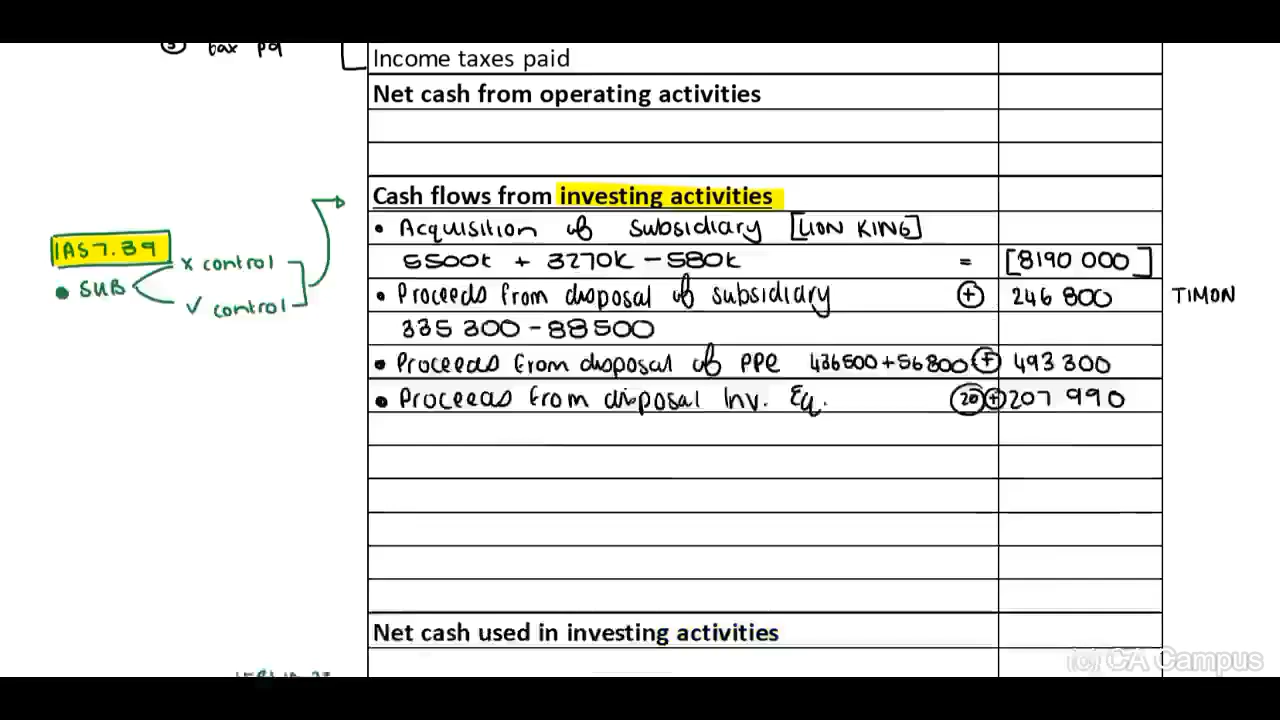 ③ tax pd
Income taxes paid
Net cash from operating activities
Cash flows from investing activities
• Acquisition of subsidiary [LION KING]
5500k + 3270k - 580k = [8190 000]
IAS 7.39
• SUB
x control
✓ control
• Proceeds from disposal of subsidiary (+) 246 800 TIMON
335 300 - 88 500
• Proceeds from disposal of PPE 436500+56800 (+) 493 300
• Proceeds from disposal Inv. Eq. (20) (+) 207 990
Net cash used in investing activities
(c) CA Campus